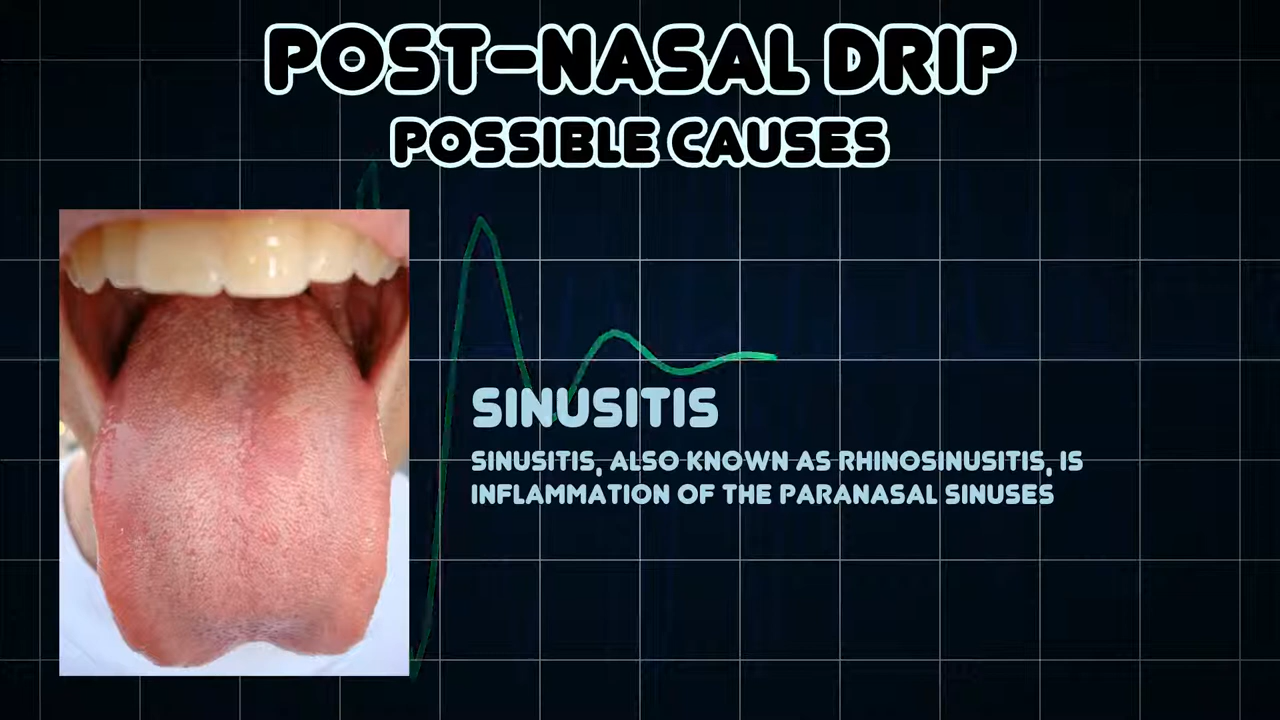 POST-NASAL DRIP
POSSIBLE CAUSES
SINUSITIS
SINUSITIS, ALSO KNOWN AS RHINOSINUSITIS, IS
INFLAMMATION OF THE PARANASAL SINUSES